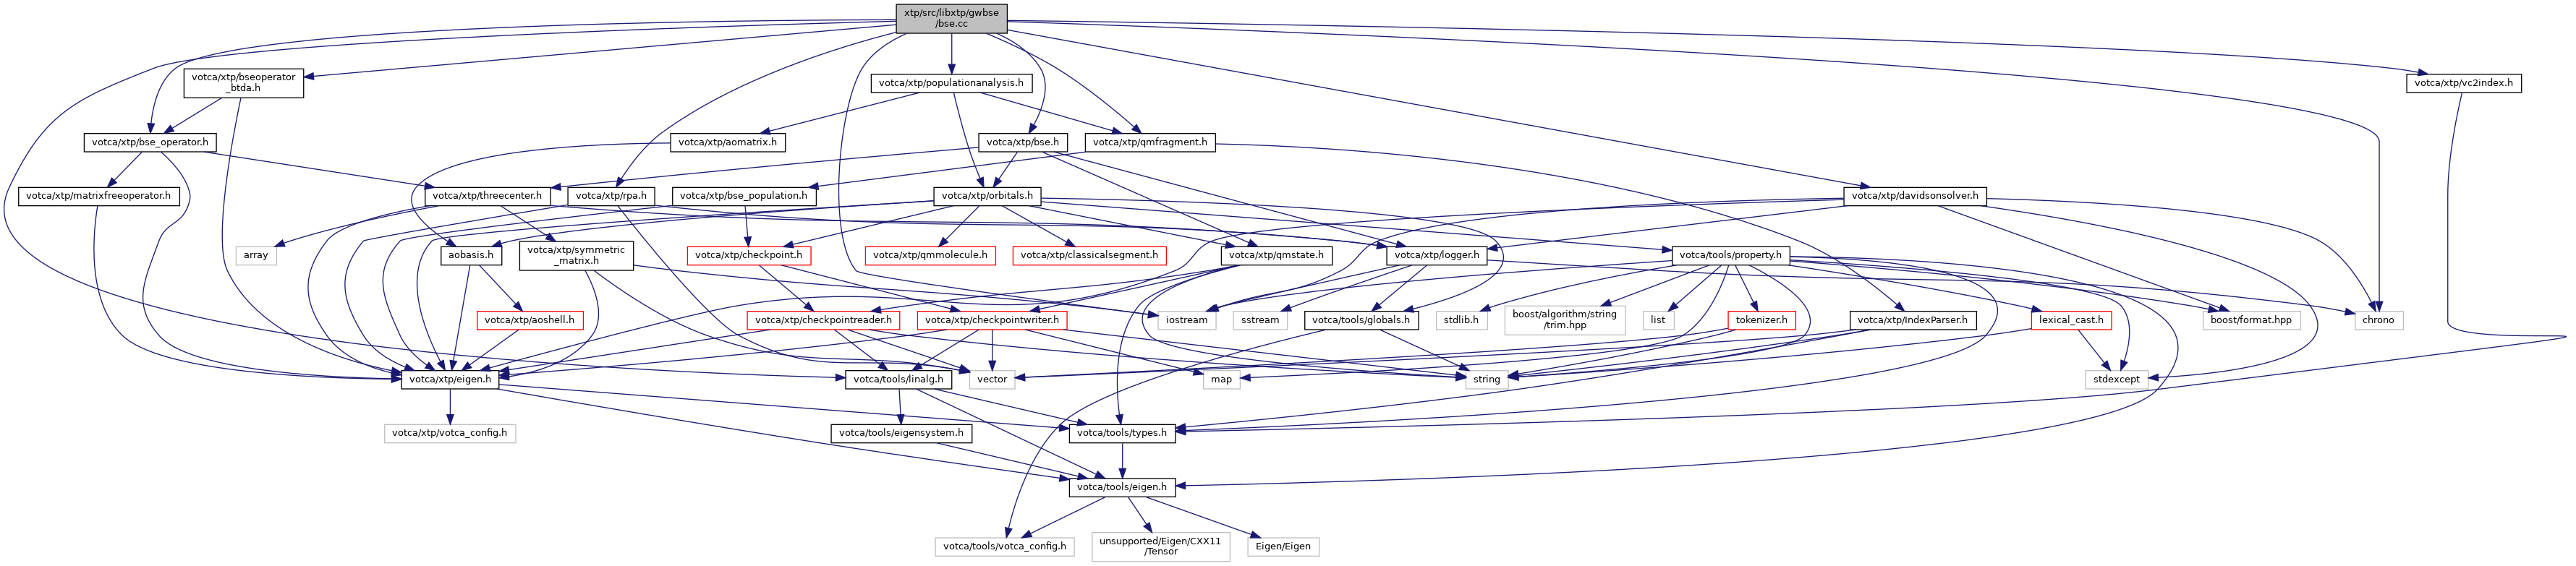 xtp/src/libxtp/gwbse
/bse.cc
votca/xtp/bseoperator
_btda.h
votca/xtp/populationanalysis.h
votca/xtp/vc2index.h
votca/xtp/bse_operator.h
votca/xtp/aomatrix.h
votca/xtp/bse.h
votca/xtp/qmfragment.h
votca/xtp/matrixfreeoperator.h
votca/xtp/threecenter.h
votca/xtp/rpa.h
votca/xtp/bse_population.h
votca/xtp/orbitals.h
votca/xtp/davidsonsolver.h
array
aobasis.h
votca/xtp/symmetric
_matrix.h
votca/xtp/checkpoint.h
votca/xtp/qmmolecule.h
votca/xtp/classicalsegment.h
votca/xtp/qmstate.h
votca/xtp/logger.h
votca/tools/property.h
votca/xtp/aoshell.h
votca/xtp/checkpointreader.h
votca/xtp/checkpointwriter.h
iostream
sstream
votca/tools/globals.h
stdlib.h
boost/algorithm/string
/trim.hpp
list
tokenizer.h
votca/xtp/IndexParser.h
lexical_cast.h
boost/format.hpp
chrono
votca/xtp/eigen.h
votca/tools/linalg.h
vector
map
string
stdexcept
votca/xtp/votca_config.h
votca/tools/eigensystem.h
votca/tools/types.h
votca/tools/eigen.h
votca/tools/votca_config.h
unsupported/Eigen/CXX11
/Tensor
Eigen/Eigen